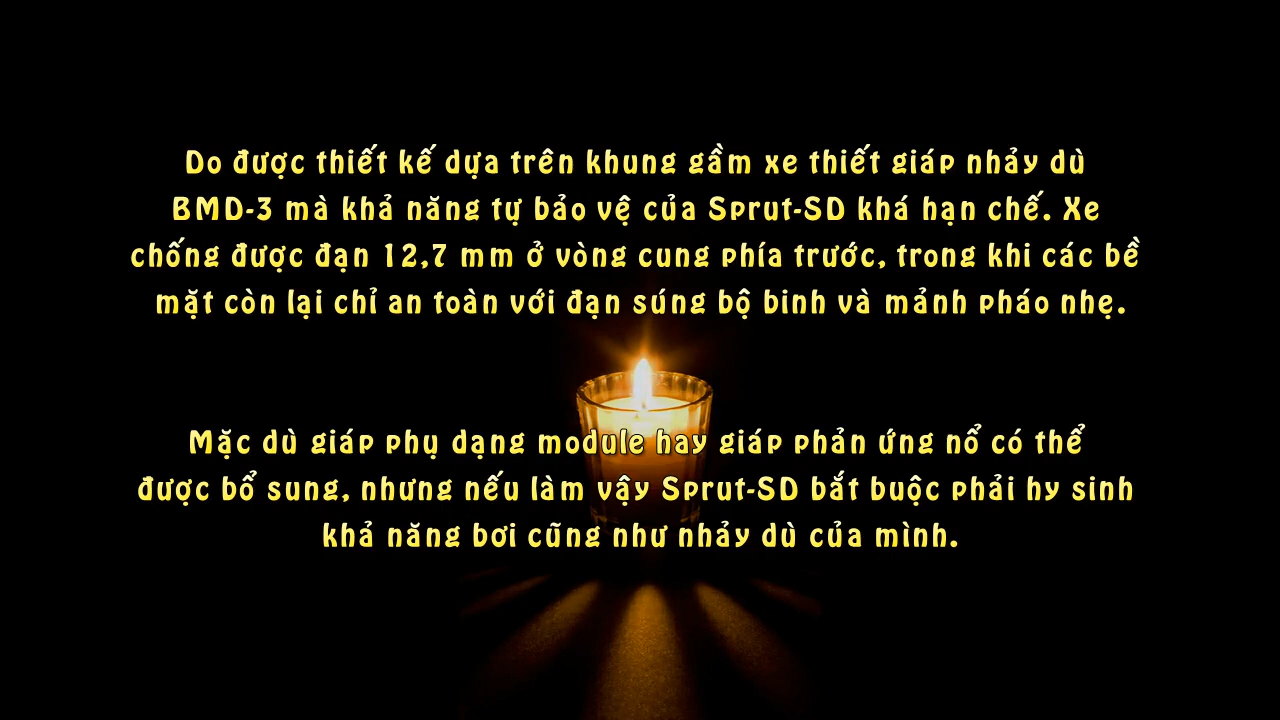 Do được thiết kế dựa trên khung gầm xe thiết giáp nhảy dù
BMD-3 mà khả năng tự bảo vệ của Sprut-SD khá hạn chế. Xe
chống được đạn 12,7 mm ở vòng cung phía trước, trong khi các bề
mặt còn lại chỉ an toàn với đạn súng bộ binh và mảnh pháo nhẹ.
Mặc dù giáp phụ dạng module hay giáp phản ứng nổ có thể
được bổ sung, nhưng nếu làm vậy Sprut-SD bắt buộc phải hy sinh
khả năng bơi cũng như nhảy dù của mình.